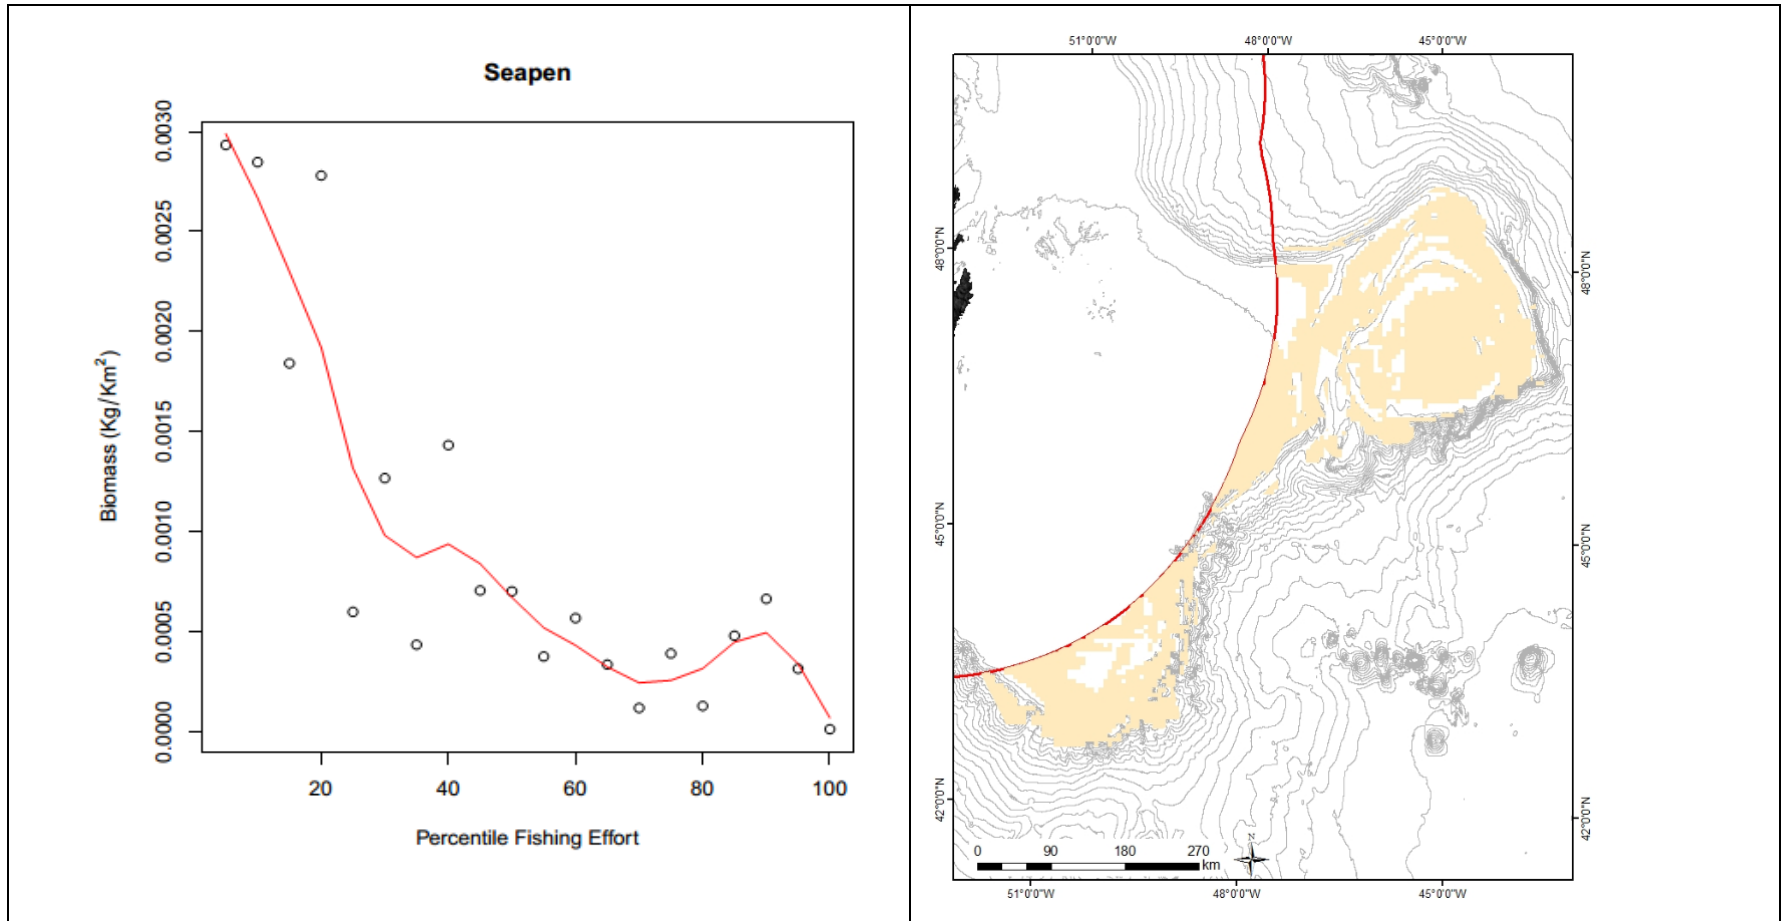 Seapen
0.0030
0.0025
0.0020
0.0015
0.0010
0.0005
0.0000
Biomass (Kg/Km²)
20 40 60 80 100
Percentile Fishing Effort
51°0'0"W 48°0'0"W 45°0'0"W
48°0'0"N 48°0'0"N
45°0'0"N 45°0'0"N
42°0'0"N 42°0'0"N
N
0 90 180 270
km
51°0'0"W 48°0'0"W 45°0'0"W